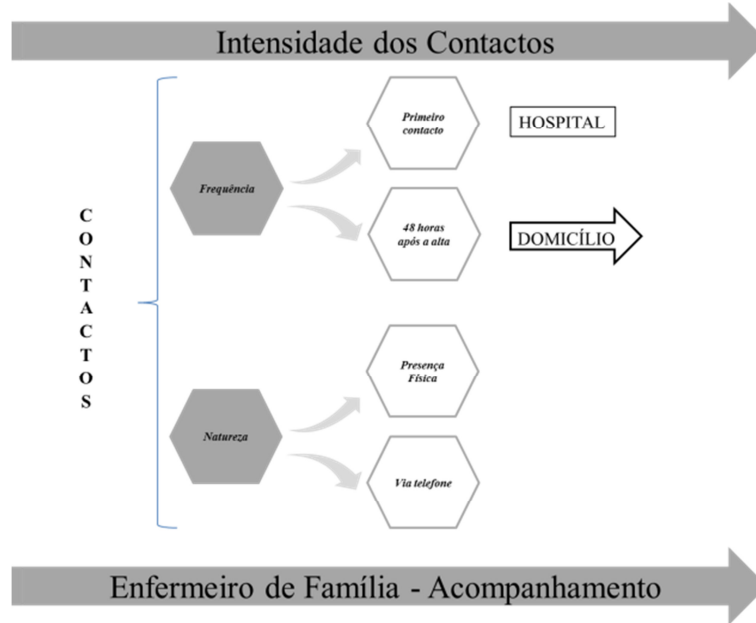 Intensidade dos Contactos
CONTACTOS
Frequência
Primeiro
contacto
HOSPITAL
48 horas
após a alta
DOMICÍLIO
Natureza
Presença
Física
Via telefone
Enfermeiro de Família - Acompanhamento